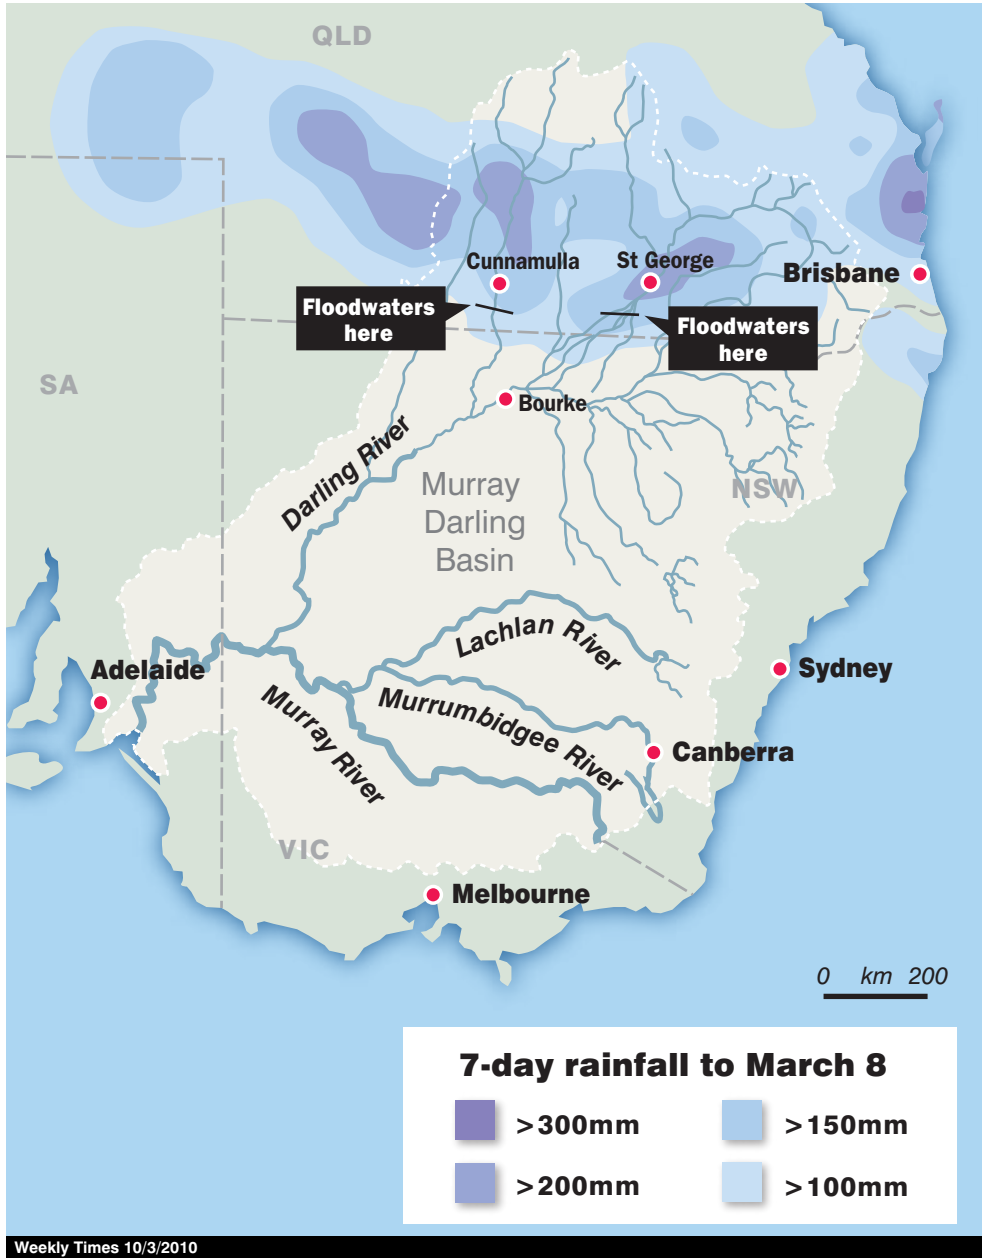 QLD
Cunnamulla
St George
Brisbane
Floodwaters
here
Floodwaters
here
SA
Bourke
Darling River
Murray
Darling
Basin
NSW
Lachlan River
Adelaide
Sydney
Murray River
Murrumbidgee River
Canberra
VIC
Melbourne
0 km 200
7-day rainfall to March 8
>300mm
>150mm
>200mm
>100mm
Weekly Times 10/3/2010